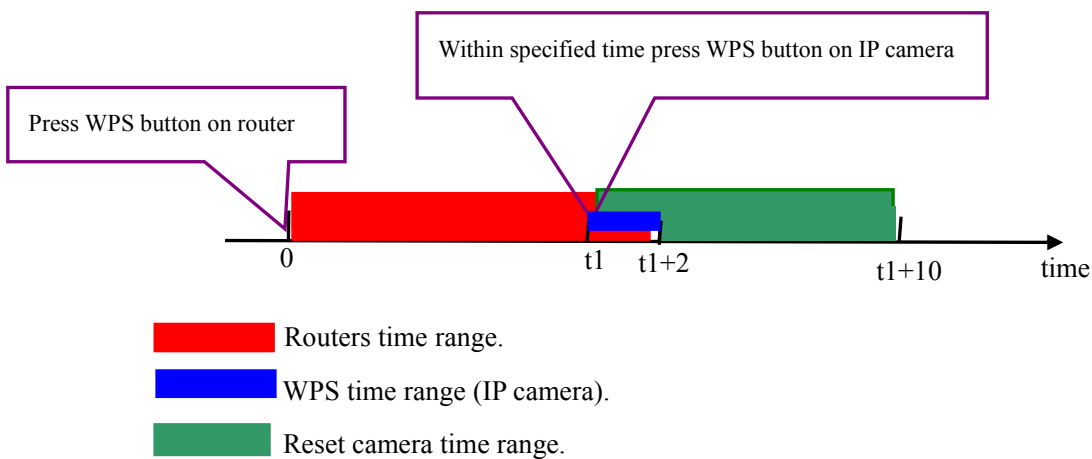 Within specified time press WPS button on IP camera
Press WPS button on router
0
t1
t1+2
t1+10
time
Routers time range.
WPS time range (IP camera).
Reset camera time range.